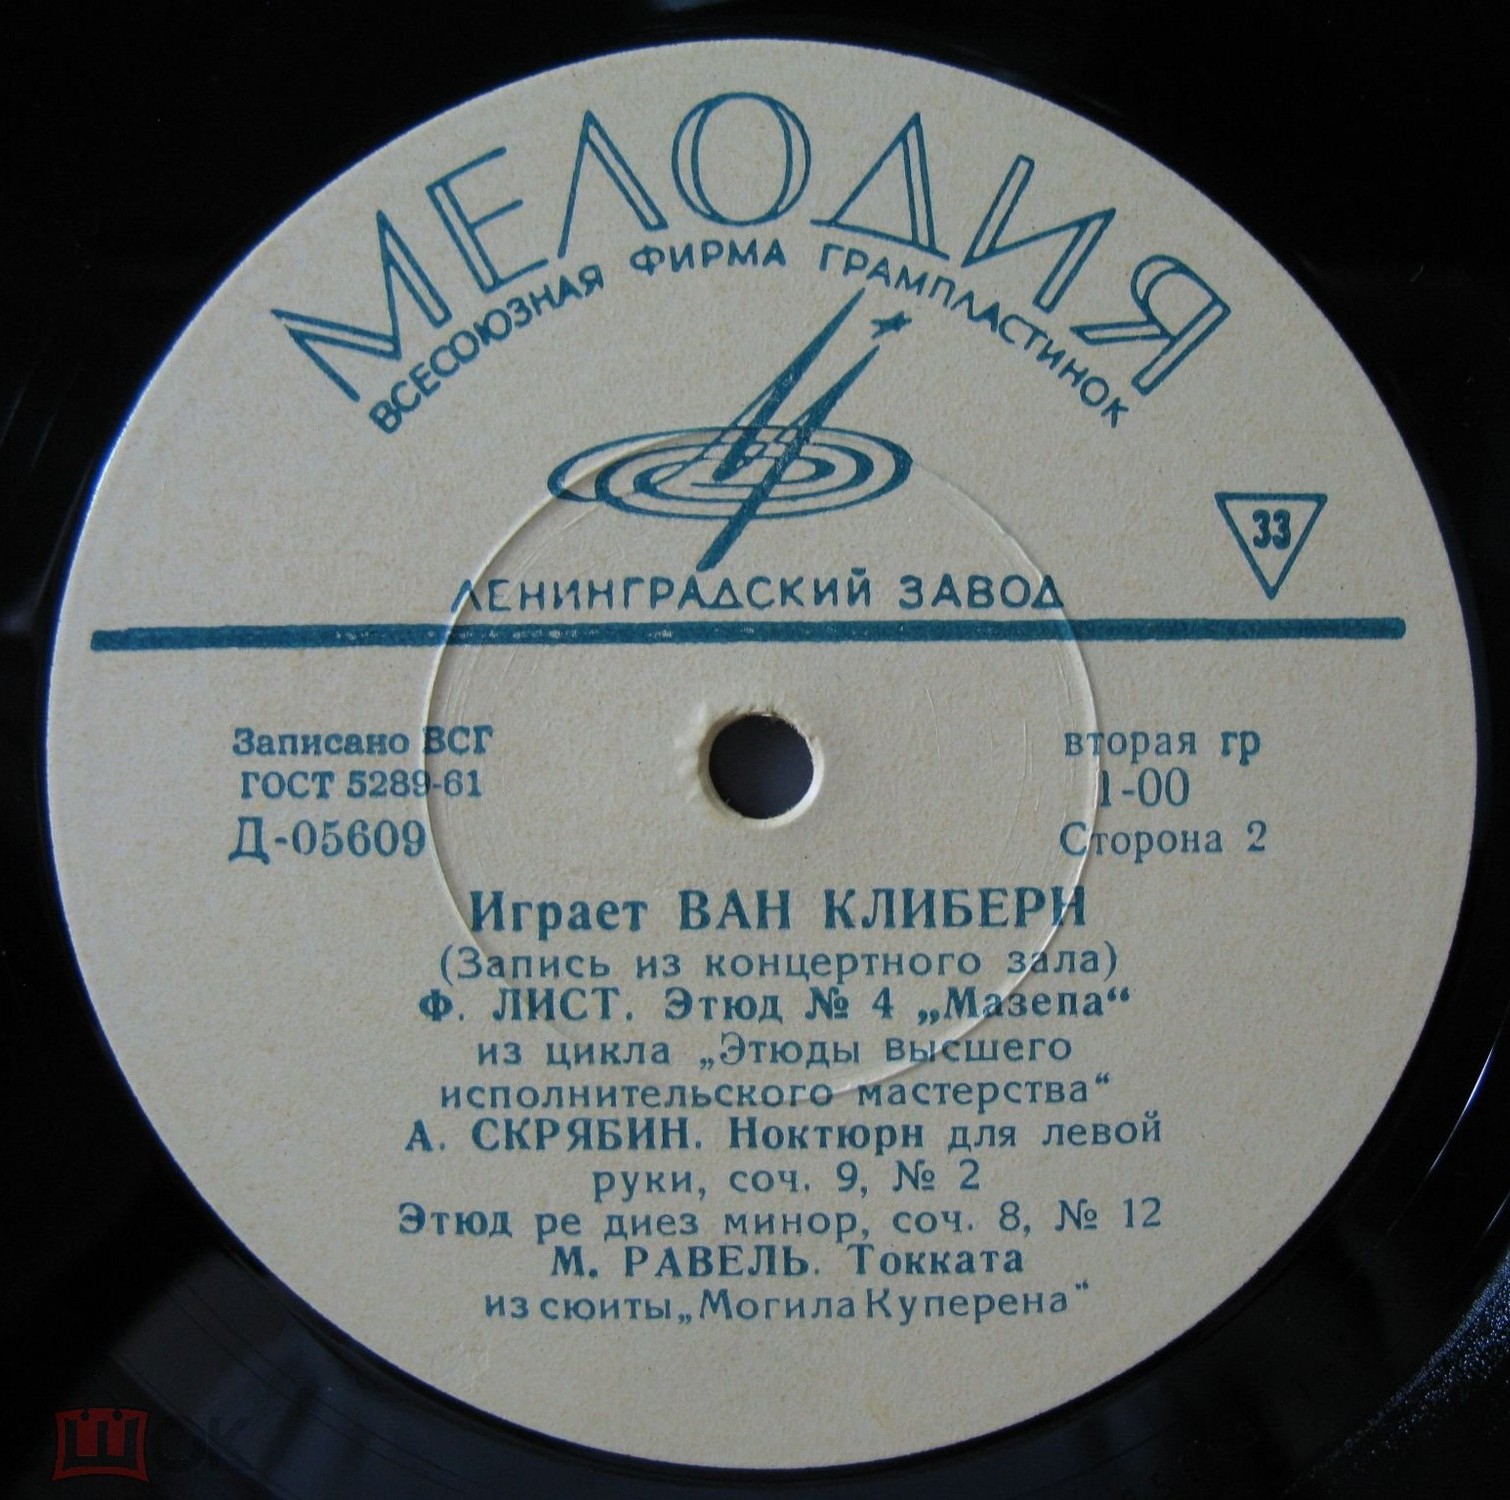 МЕЛОДИЯ
ВСЕСОЮЗНАЯ ФИРМА ГРАМПЛАСТИНОК
33
ЛЕНИНГРАДСКИЙ ЗАВОД
Записано ВСГ
ГОСТ 5289-61
Д-05609
вторая гр
1-00
Сторона 2
Играет ВАН КЛИБЕРН
(Запись из концертного зала)
Ф. ЛИСТ. Этюд № 4 „Мазепа“
из цикла „Этюды высшего
исполнительского мастерства“
А. СКРЯБИН. Ноктюрн для левой
руки, соч. 9, № 2
Этюд ре диез минор, соч. 8, № 12
М. РАВЕЛЬ. Токката
из сюиты „Могила Куперена“
Шок